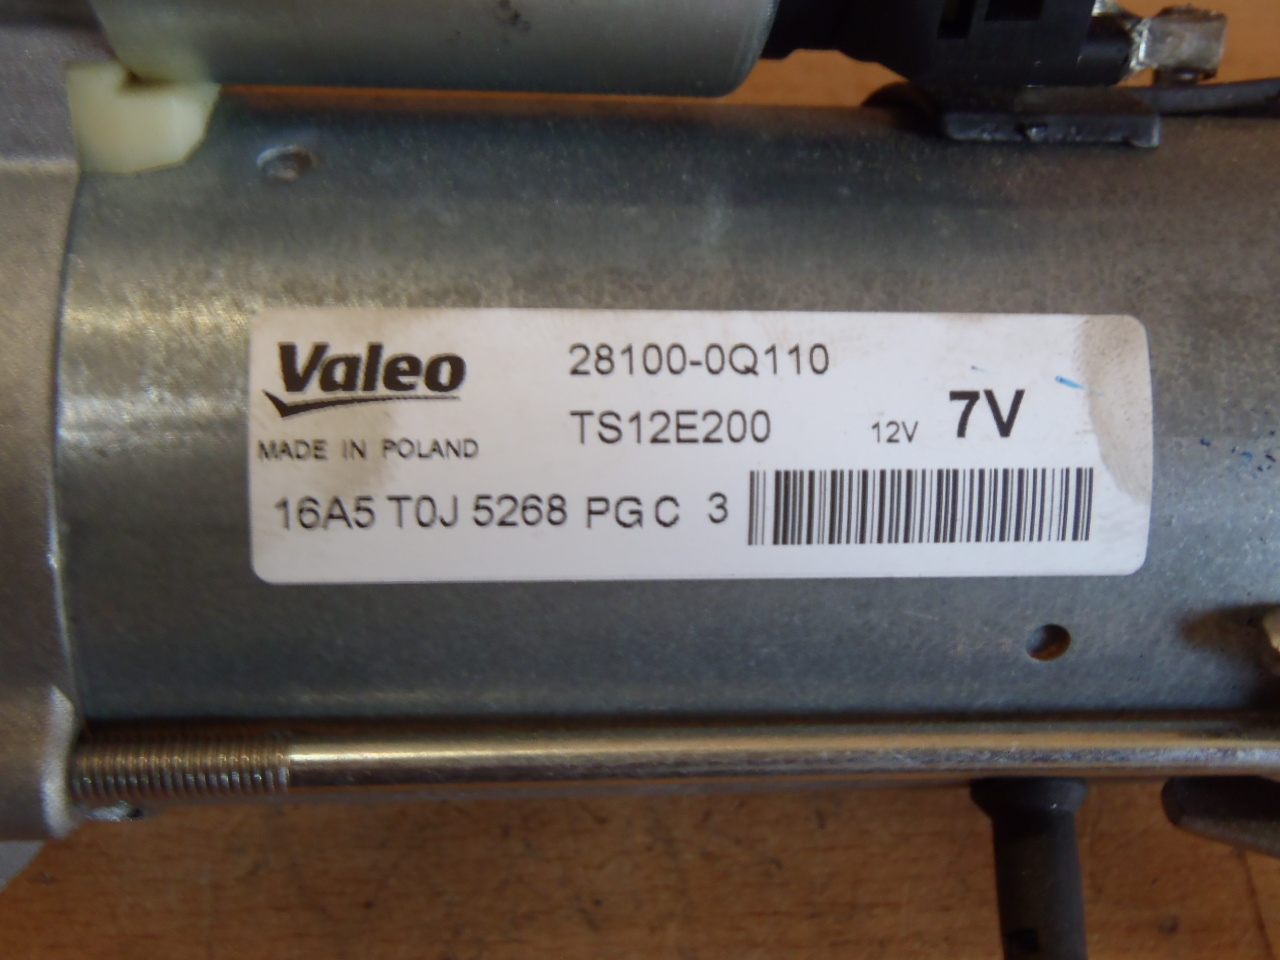 Valeo
MADE IN POLAND
28100-0Q110
TS12E200
12V 7V
16A5 T0J 5268 PG C 3